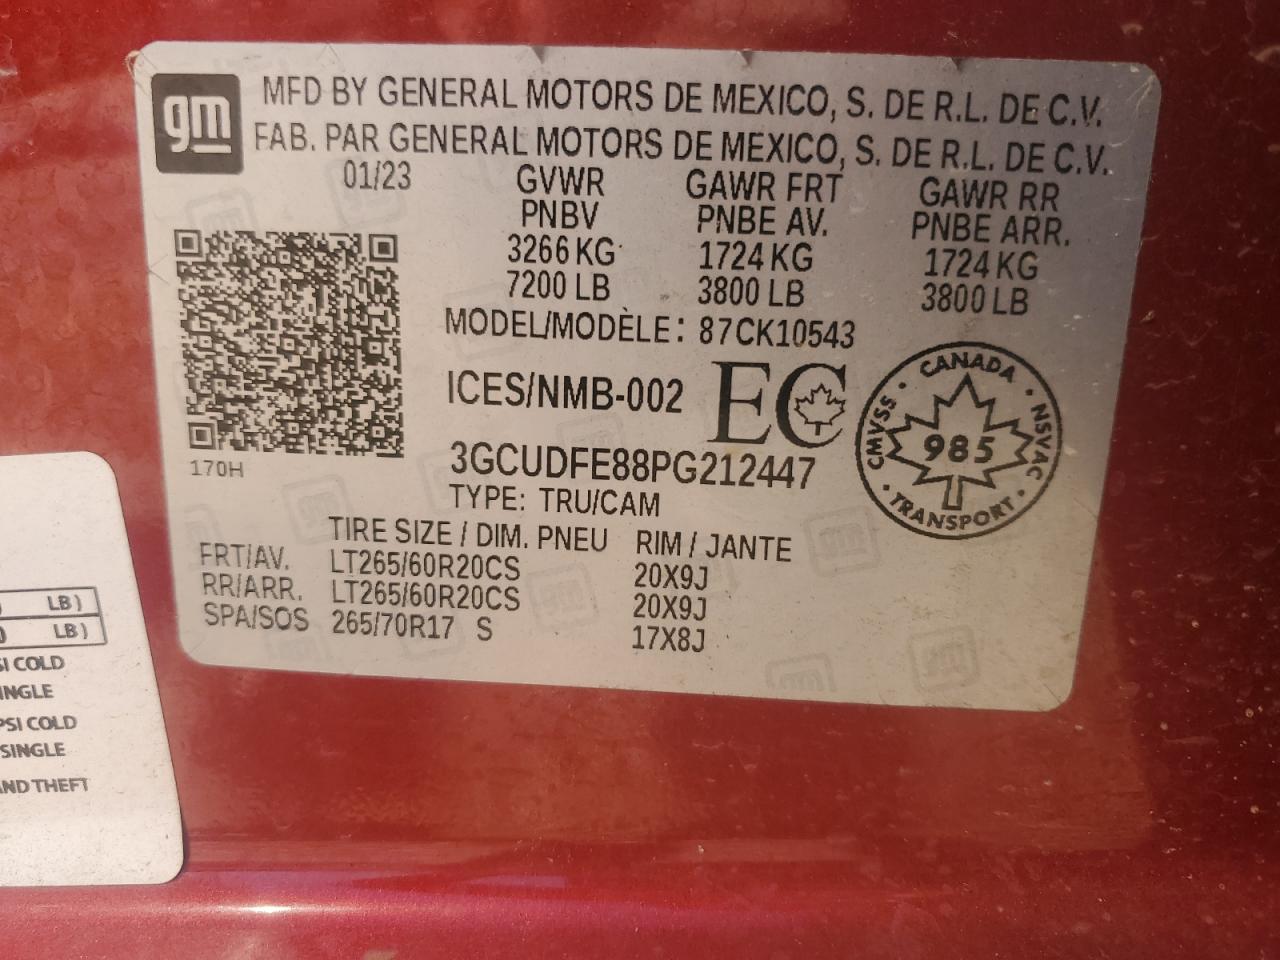 gm
MFD BY GENERAL MOTORS DE MEXICO, S. DE R.L. DE C.V.
FAB. PAR GENERAL MOTORS DE MEXICO, S. DE R.L. DE C.V.
01/23 GVWR GAWR FRT GAWR RR
PNBV PNBE AV. PNBE ARR.
3266 KG 1724 KG 1724 KG
7200 LB 3800 LB 3800 LB
MODEL/MODÈLE: 87CK10543
ICES/NMB-002 EC
CANADA
CMVSS 985 NSVAC
TRANSPORT
3GCUDFE88PG212447
170H
TYPE: TRU/CAM
TIRE SIZE / DIM. PNEU RIM / JANTE
FRT/AV. LT265/60R20CS 20X9J
RR/ARR. LT265/60R20CS 20X9J
SPA/SOS 265/70R17 S 17X8J
LB)
LB)
SI COLD
SINGLE
PSI COLD
SINGLE
AND THEFT